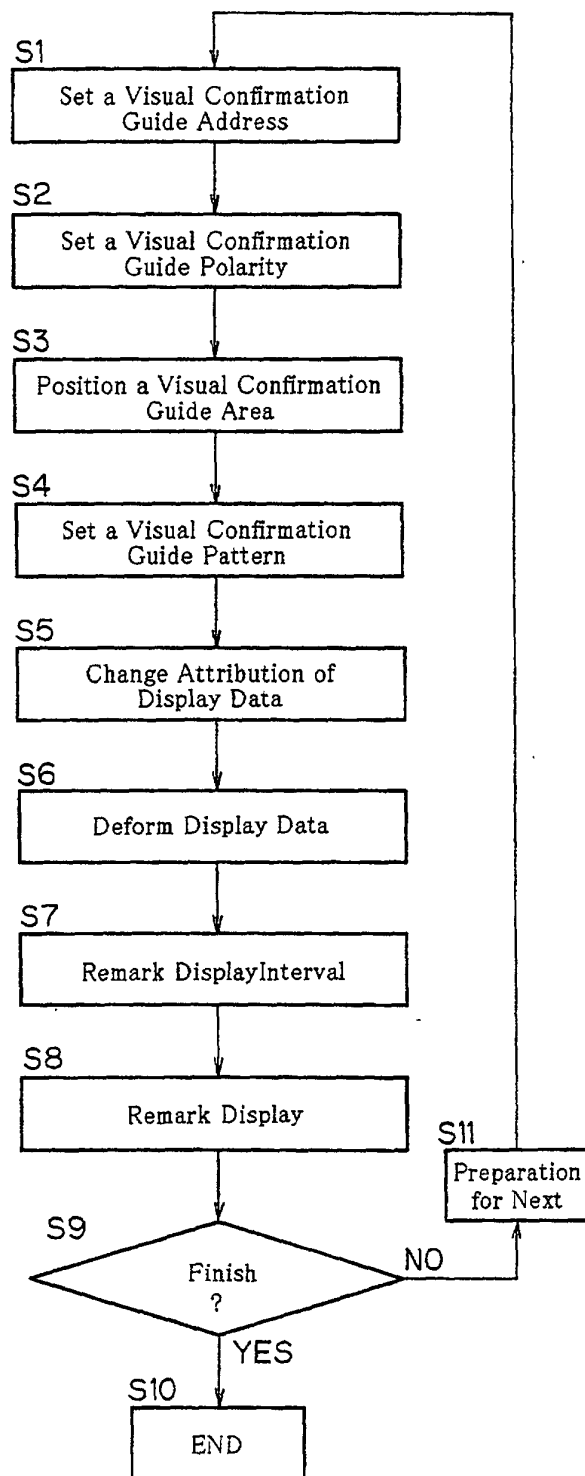 S1
Set a Visual Confirmation
Guide Address
S2
Set a Visual Confirmation
Guide Polarity
S3
Position a Visual Confirmation
Guide Area
S4
Set a Visual Confirmation
Guide Pattern
S5
Change Attribution of
Display Data
S6
Deform Display Data
S7
Remark DisplayInterval
S8
Remark Display
S11
Preparation
for Next
S9
Finish
?
NO
YES
S10
END